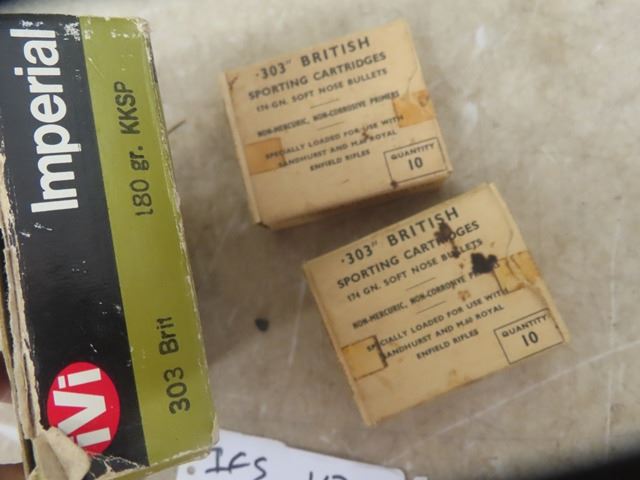 Imperial
180 gr. KKSP
303 Brit
iVi
·303" BRITISH
SPORTING CARTRIDGES
174 GN. SOFT NOSE BULLETS
NON-MERCURIC, NON-CORROSIVE PRIMERS
SPECIALLY LOADED FOR USE WITH
SANDHURST AND M.60 ROYAL
ENFIELD RIFLES
QUANTITY
10
·303" BRITISH
SPORTING CARTRIDGES
174 GN. SOFT NOSE BULLETS
NON-MERCURIC, NON-CORROSIVE PRIMERS
SPECIALLY LOADED FOR USE WITH
SANDHURST AND M.60 ROYAL
ENFIELD RIFLES
QUANTITY
10